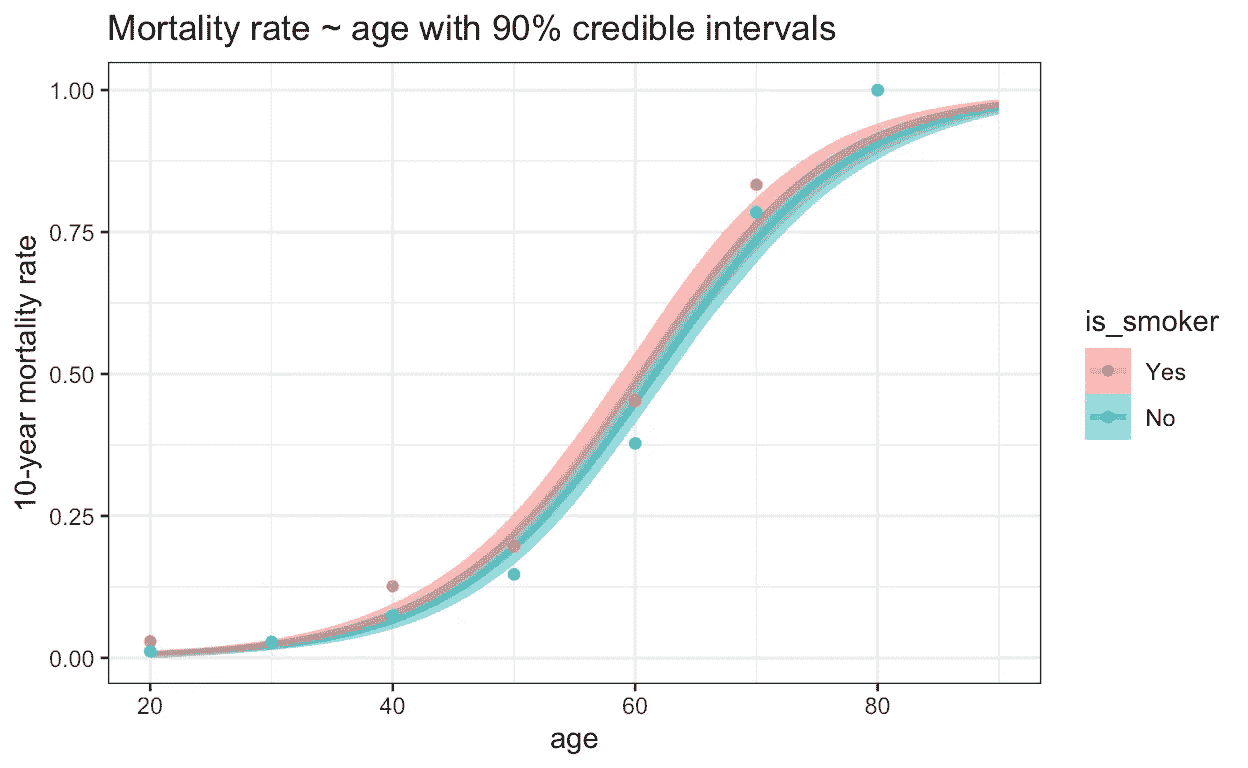 Mortality rate ~ age with 90% credible intervals
1.00
0.75
0.50
0.25
0.00
10-year mortality rate
20 40 60 80
age
is_smoker
Yes
No